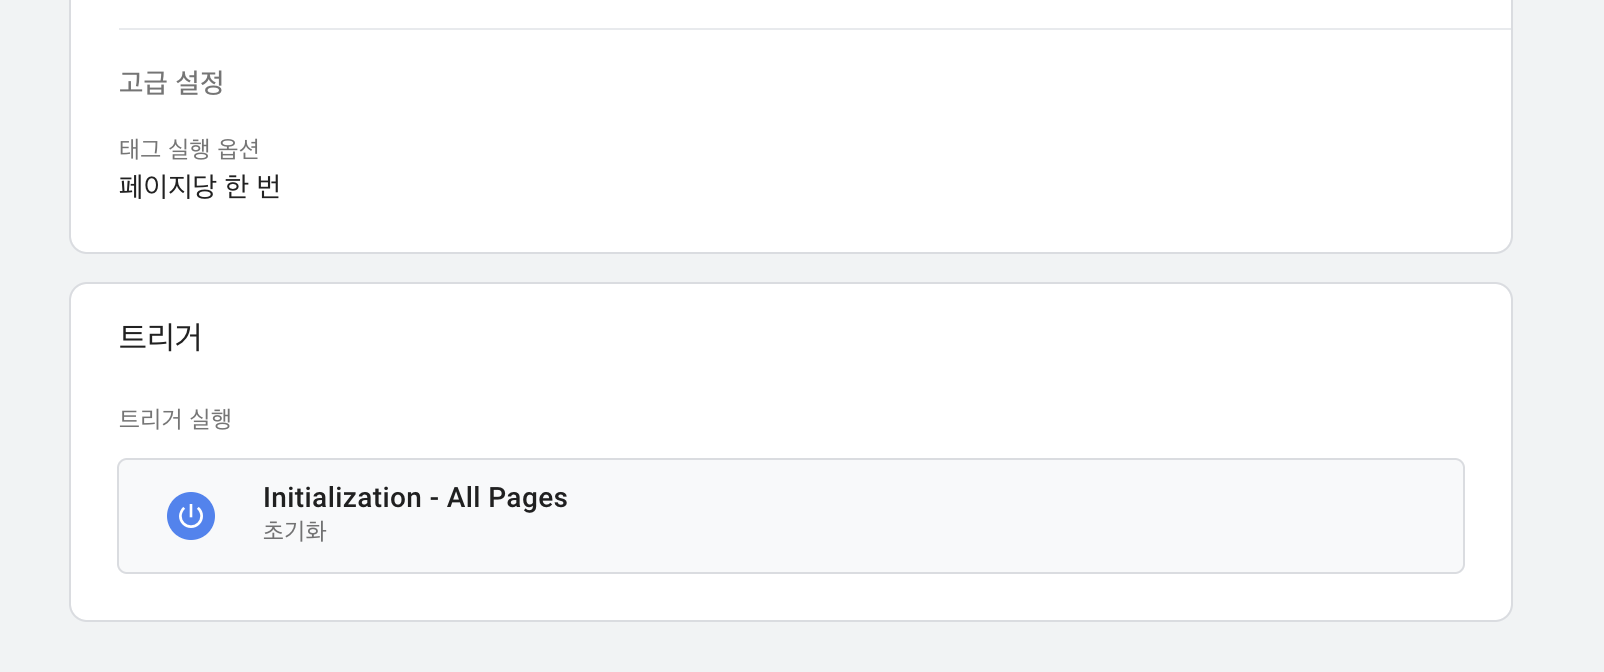 고급 설정
태그 실행 옵션
페이지당 한 번
트리거
트리거 실행
Initialization - All Pages
초기화